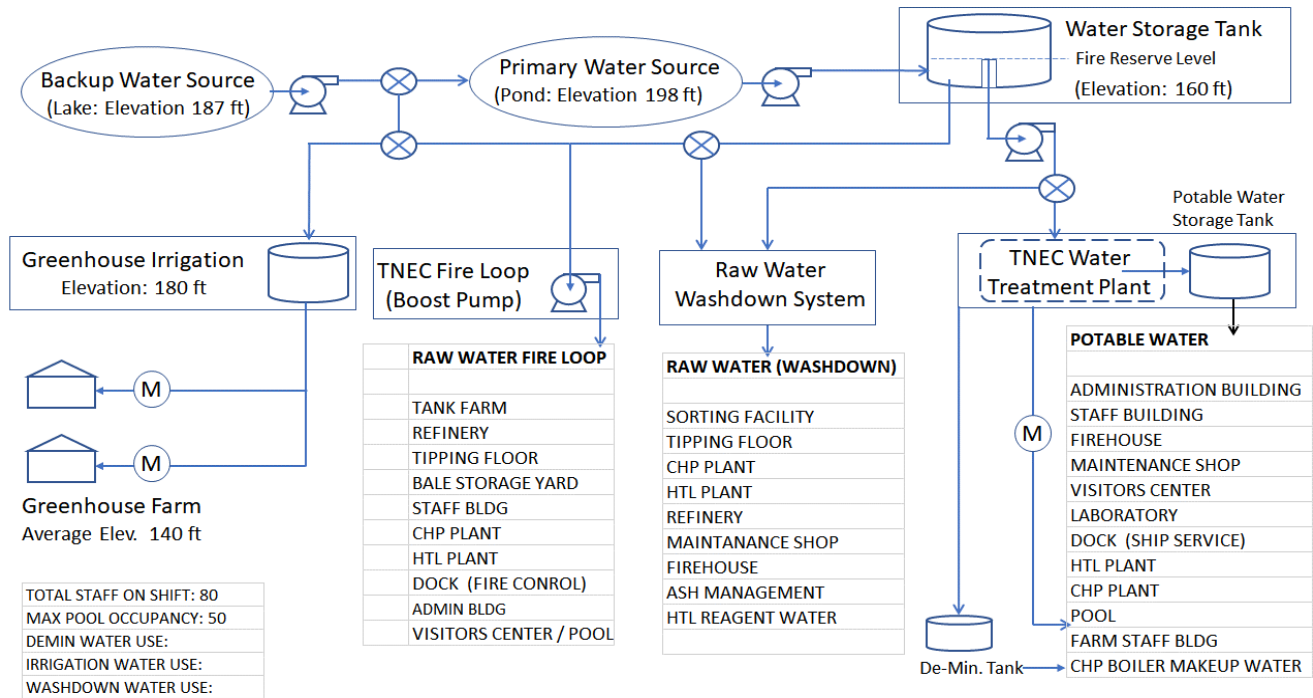 Backup Water Source
(Lake: Elevation 187 ft)
Primary Water Source
(Pond: Elevation 198 ft)
Water Storage Tank
Fire Reserve Level
(Elevation: 160 ft)
Greenhouse Irrigation
Elevation: 180 ft
TNEC Fire Loop
(Boost Pump)
Raw Water
Washdown System
Potable Water
Storage Tank
TNEC Water
Treatment Plant
M
M
Greenhouse Farm
Average Elev. 140 ft
TOTAL STAFF ON SHIFT: 80
MAX POOL OCCUPANCY: 50
DEMIN WATER USE:
IRRIGATION WATER USE:
WASHDOWN WATER USE:
RAW WATER FIRE LOOP
TANK FARM
REFINERY
TIPPING FLOOR
BALE STORAGE YARD
STAFF BLDG
CHP PLANT
HTL PLANT
DOCK (FIRE CONROL)
ADMIN BLDG
VISITORS CENTER / POOL
RAW WATER (WASHDOWN)
SORTING FACILITY
TIPPING FLOOR
CHP PLANT
HTL PLANT
REFINERY
MAINTANANCE SHOP
FIREHOUSE
ASH MANAGEMENT
HTL REAGENT WATER
M
De-Min. Tank
POTABLE WATER
ADMINISTRATION BUILDING
STAFF BUILDING
FIREHOUSE
MAINTENANCE SHOP
VISITORS CENTER
LABORATORY
DOCK (SHIP SERVICE)
HTL PLANT
CHP PLANT
POOL
FARM STAFF BLDG
CHP BOILER MAKEUP WATER